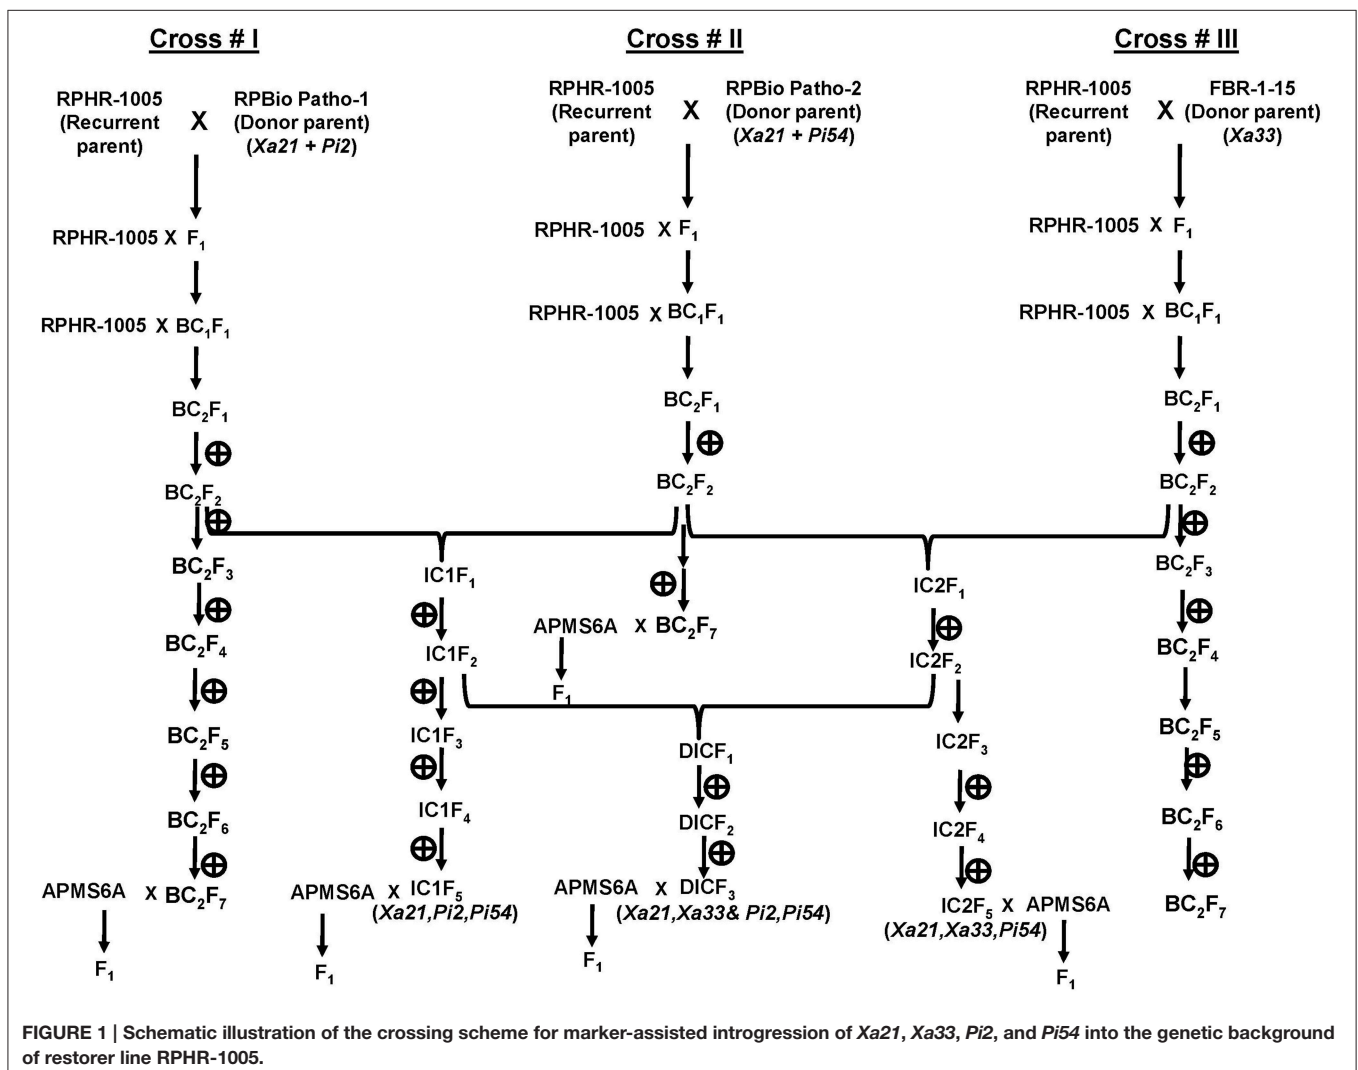 Cross # I
Cross # II
Cross # III
RPHR-1005
(Recurrent
parent)
X
RPBio Patho-1
(Donor parent)
(Xa21 + Pi2)
RPHR-1005
(Recurrent
parent)
X
RPBio Patho-2
(Donor parent)
(Xa21 + Pi54)
RPHR-1005
(Recurrent
parent)
X
FBR-1-15
(Donor parent)
(Xa33)
RPHR-1005 X F₁
RPHR-1005 X F₁
RPHR-1005 X F₁
RPHR-1005 X BC₁F₁
RPHR-1005 X BC₁F₁
RPHR-1005 X BC₁F₁
BC₂F₁
BC₂F₁
BC₂F₁
BC₂F₂
BC₂F₂
BC₂F₂
BC₂F₃
IC1F₁
IC2F₁
BC₂F₃
BC₂F₄
IC1F₂
APMS6A X BC₂F₇
F₁
IC2F₂
BC₂F₄
BC₂F₅
IC1F₃
DICF₁
IC2F₃
BC₂F₅
BC₂F₆
IC1F₄
DICF₂
IC2F₄
BC₂F₆
APMS6A X BC₂F₇
F₁
APMS6A X IC1F₅
(Xa21,Pi2,Pi54)
F₁
APMS6A X DICF₃
(Xa21,Xa33& Pi2,Pi54)
F₁
IC2F₅ X APMS6A
(Xa21,Xa33,Pi54)
F₁
BC₂F₇
FIGURE 1 | Schematic illustration of the crossing scheme for marker-assisted introgression of Xa21, Xa33, Pi2, and Pi54 into the genetic background
of restorer line RPHR-1005.